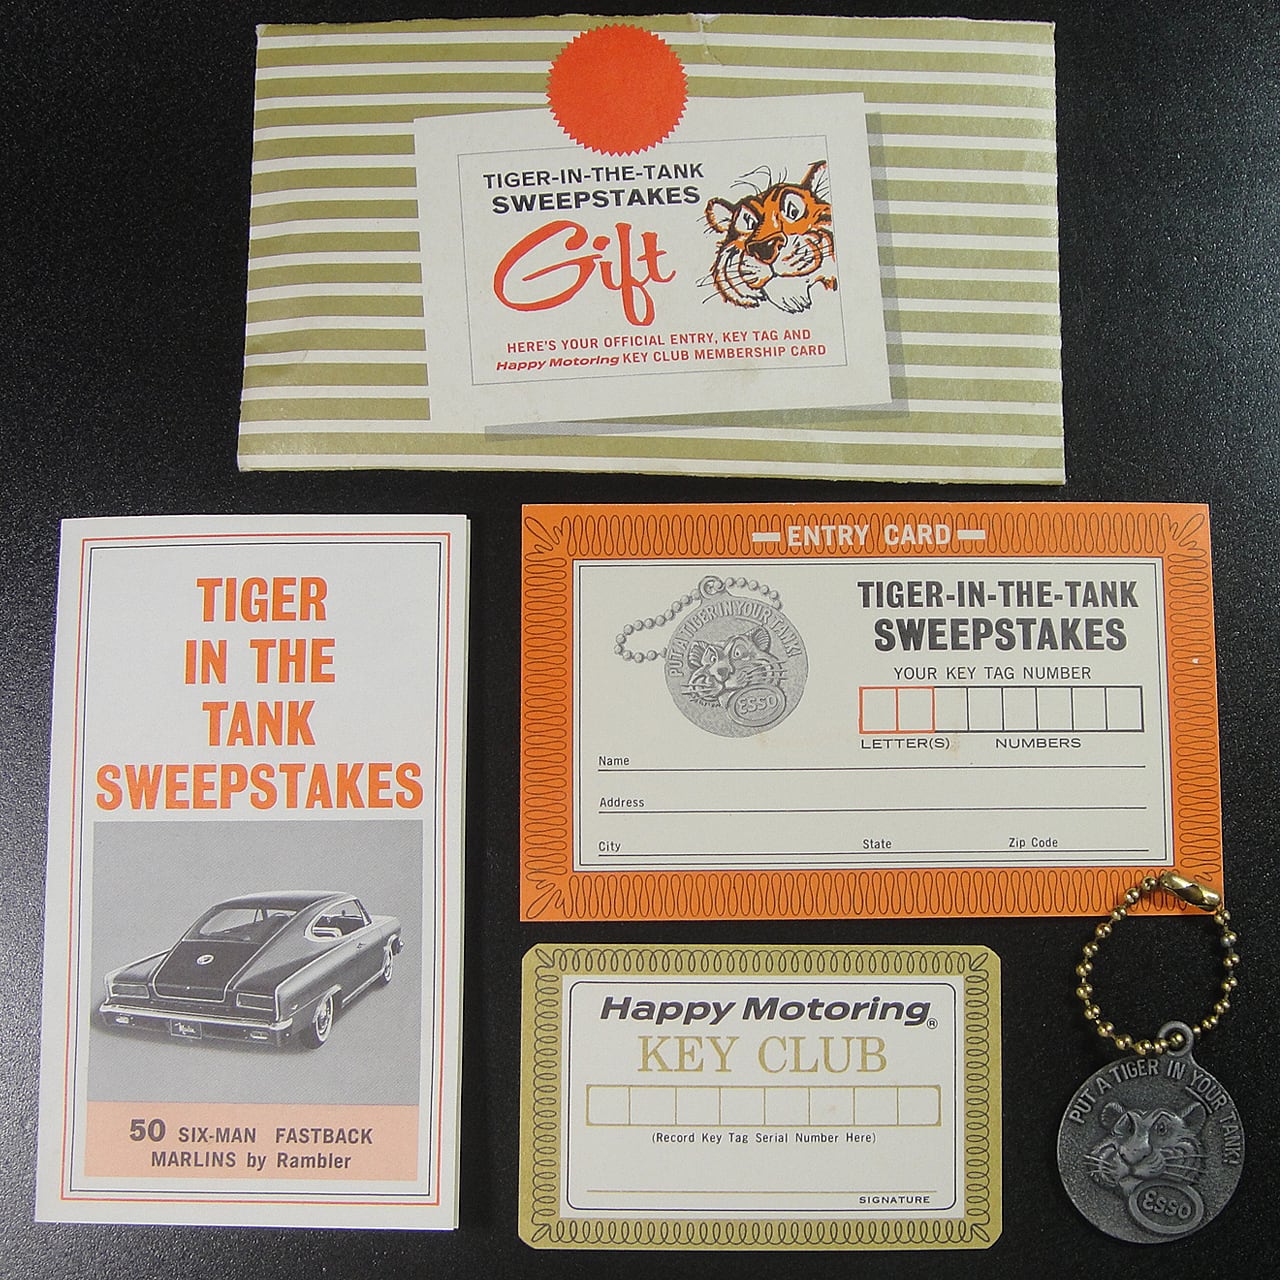 TIGER-IN-THE-TANK
SWEEPSTAKES
Gift
HERE'S YOUR OFFICIAL ENTRY, KEY TAG AND
Happy Motoring KEY CLUB MEMBERSHIP CARD
TIGER
IN THE
TANK
SWEEPSTAKES
Marlin
50 SIX-MAN FASTBACK
MARLINS by Rambler
ENTRY CARD
PUT A TIGER IN YOUR TANK!
ESSO
TIGER-IN-THE-TANK
SWEEPSTAKES
YOUR KEY TAG NUMBER
LETTER(S) NUMBERS
Name
Address
City State Zip Code
Happy Motoring®
KEY CLUB
(Record Key Tag Serial Number Here)
SIGNATURE
PUT A TIGER IN YOUR TANK!
ESSO